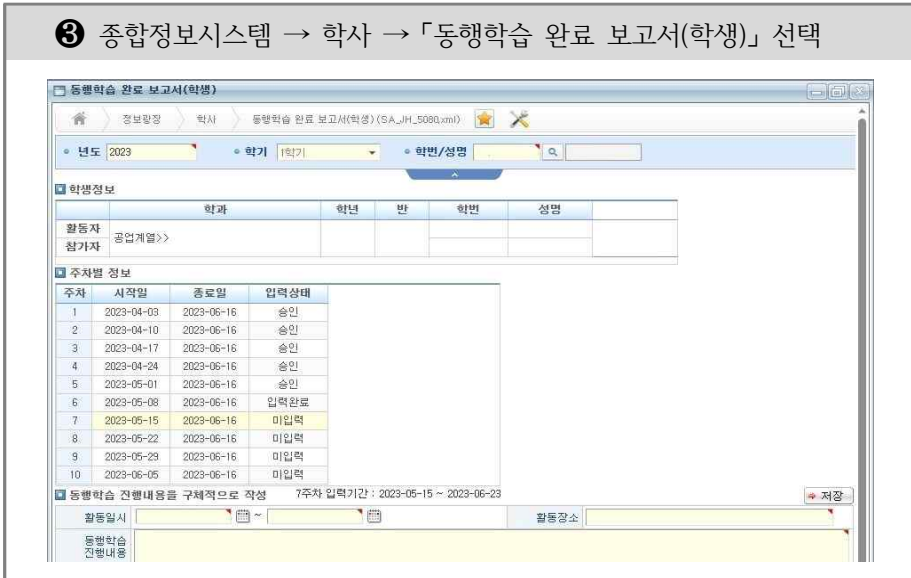 ❸ 종합정보시스템 → 학사 → 「동행학습 완료 보고서(학생)」 선택
동행학습 완료 보고서(학생)
정보광장 학사 동행학습 완료 보고서(학생) (SA_JH_5080.xml)
년도 2023 학기 1학기 학번/성명
학생정보
학과 학년 반 학번 성명
활동자
공업계열>>
참가자
주차별 정보
주차 시작일 종료일 입력상태
1 2023-04-03 2023-06-16 승인
2 2023-04-10 2023-06-16 승인
3 2023-04-17 2023-06-16 승인
4 2023-04-24 2023-06-16 승인
5 2023-05-01 2023-06-16 승인
6 2023-05-08 2023-06-16 입력완료
7 2023-05-15 2023-06-16 미입력
8 2023-05-22 2023-06-16 미입력
9 2023-05-29 2023-06-16 미입력
10 2023-06-05 2023-06-16 미입력
동행학습 진행내용을 구체적으로 작성 7주차 입력기간 : 2023-05-15 ~ 2023-06-23 저장
활동일시 ~ 활동장소
동행학습
진행내용